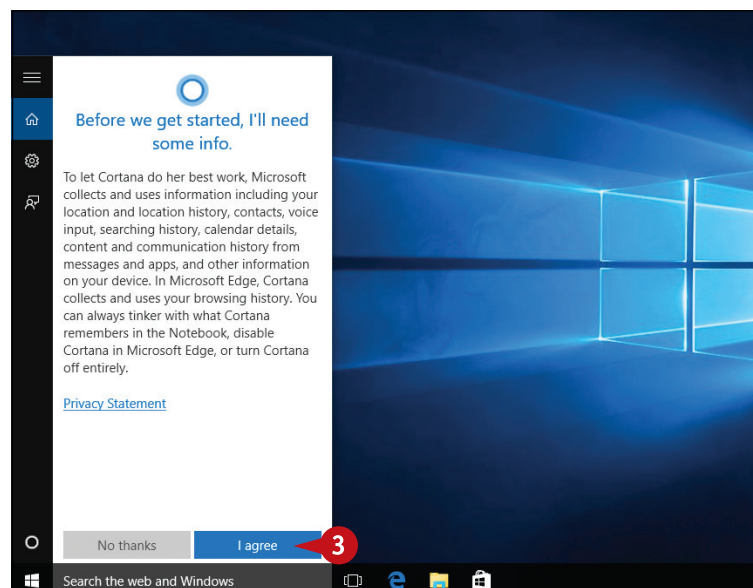 Before we get started, I'll need
some info.
To let Cortana do her best work, Microsoft
collects and uses information including your
location and location history, contacts, voice
input, searching history, calendar details,
content and communication history from
messages and apps, and other information
on your device. In Microsoft Edge, Cortana
collects and uses your browsing history. You
can always tinker with what Cortana
remembers in the Notebook, disable
Cortana in Microsoft Edge, or turn Cortana
off entirely.
Privacy Statement
No thanks
I agree
3
Search the web and Windows